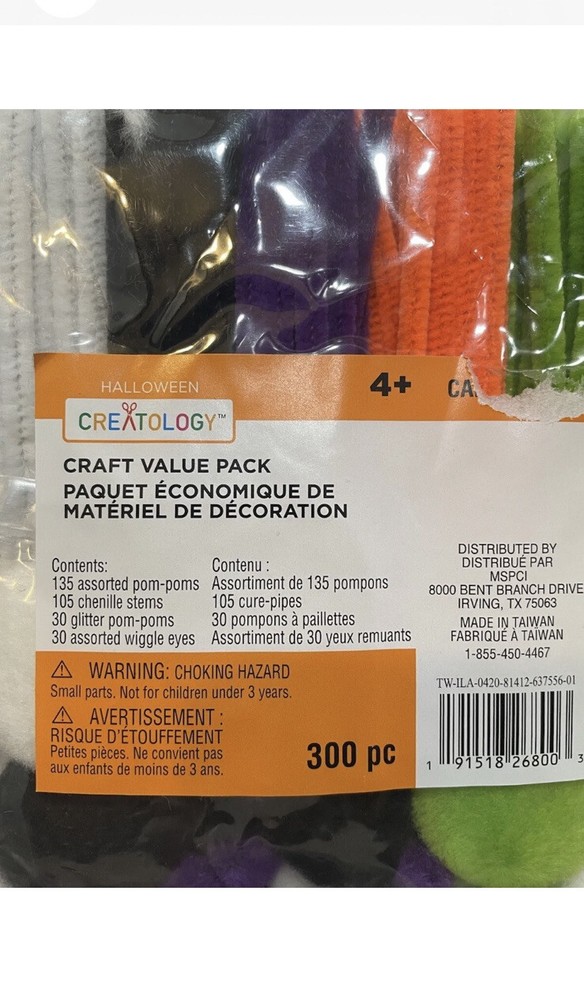 HALLOWEEN
CREATOLOGY™
4+
CRAFT VALUE PACK
PAQUET ÉCONOMIQUE DE
MATÉRIEL DE DÉCORATION
Contents:
135 assorted pom-poms
105 chenille stems
30 glitter pom-poms
30 assorted wiggle eyes
Contenu :
Assortiment de 135 pompons
105 cure-pipes
30 pompons à paillettes
Assortiment de 30 yeux remuants
DISTRIBUTED BY
DISTRIBUÉ PAR
MSPCI
8000 BENT BRANCH DRIVE
IRVING, TX 75063
MADE IN TAIWAN
FABRIQUÉ À TAIWAN
1-855-450-4467
TW-ILA-0420-81412-637556-01
1 91518 26800 3
WARNING: CHOKING HAZARD
Small parts. Not for children under 3 years.
AVERTISSEMENT :
RISQUE D'ÉTOUFFEMENT
Petites pièces. Ne convient pas
aux enfants de moins de 3 ans.
300 pc